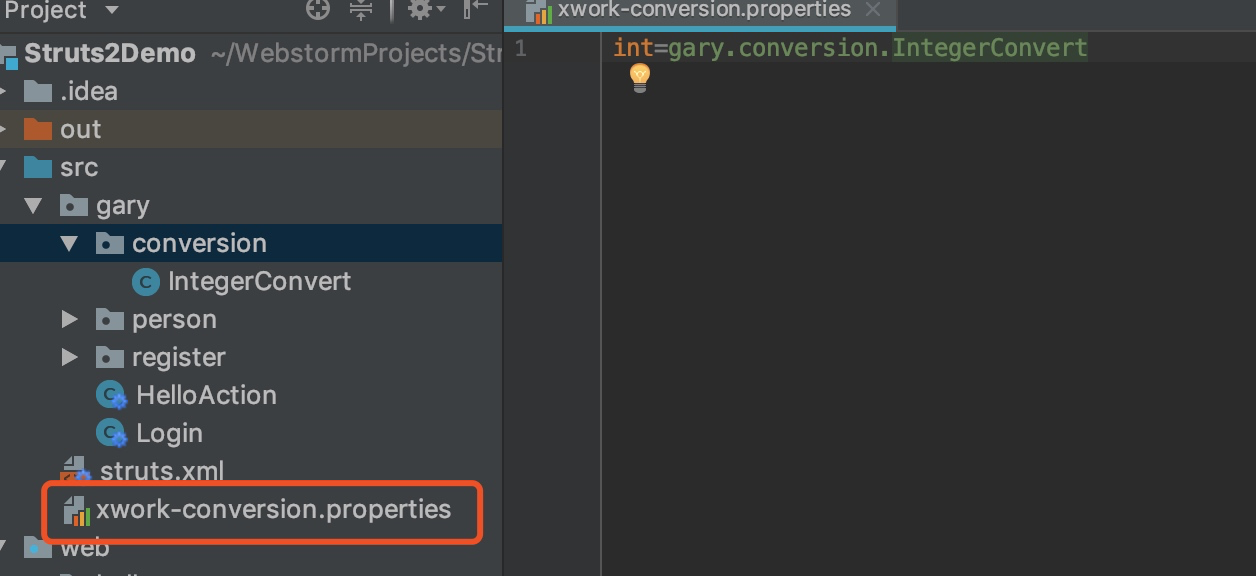 Project
xwork-conversion.properties
Struts2Demo ~/WebstormProjects/Str
1 int=gary.conversion.IntegerConvert
.idea
out
src
gary
conversion
C IntegerConvert
person
register
C HelloAction
C Login
struts.xml
xwork-conversion.properties
web